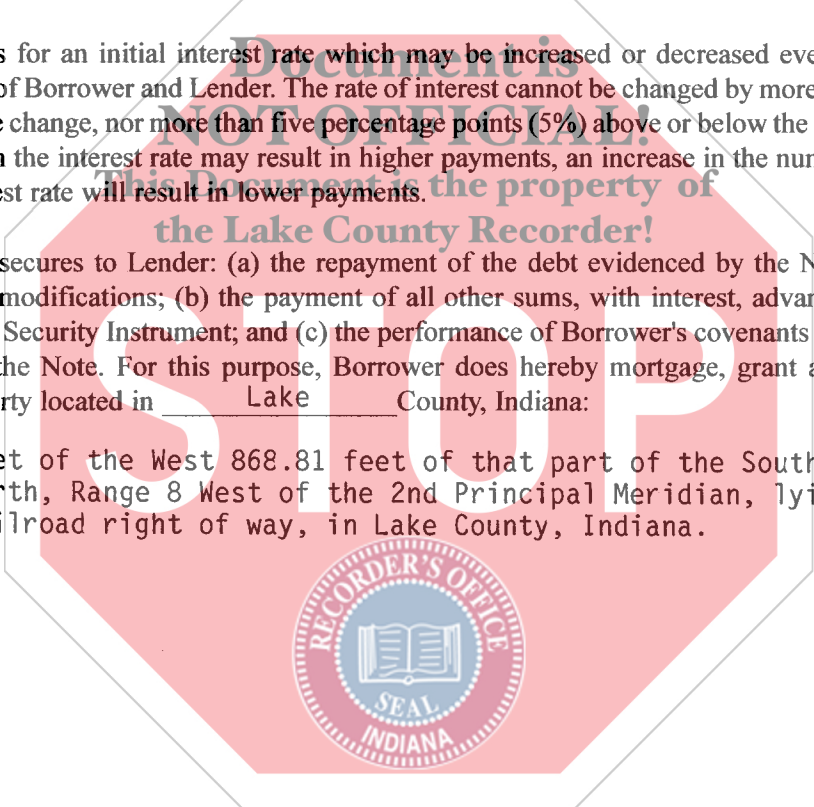 s for an initial interest rate which may be increased or decreased eve
Document is
of Borrower and Lender. The rate of interest cannot be changed by more
NOT OFFICIAL!
change, nor more than five percentage points (5%) above or below the
the interest rate may result in higher payments, an increase in the num
This Document is the property of
est rate will result in lower payments.
the Lake County Recorder!
secures to Lender: (a) the repayment of the debt evidenced by the N
modifications; (b) the payment of all other sums, with interest, advan
Security Instrument; and (c) the performance of Borrower's covenants
the Note. For this purpose, Borrower does hereby mortgage, grant a
rty located in Lake County, Indiana:
STOP
et of the West 868.81 feet of that part of the South
rth, Range 8 West of the 2nd Principal Meridian, lyi
ilroad right of way, in Lake County, Indiana.
RECORDER'S OFFICE
SEAL
INDIANA